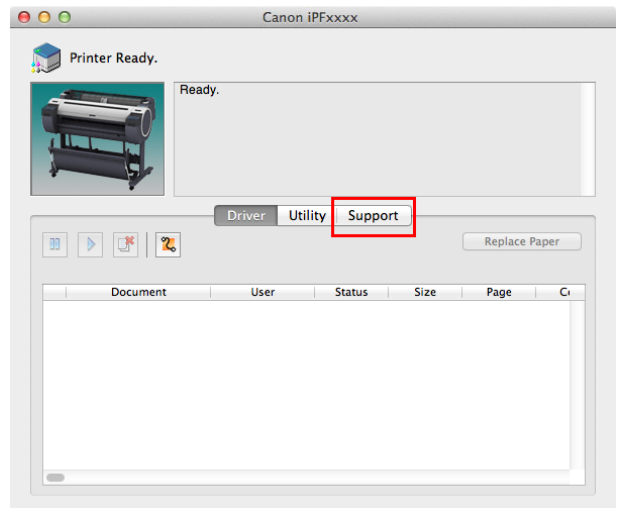 Canon iPFxxxx
Printer Ready.
Ready.
Driver Utility Support
Replace Paper
Document User Status Size Page